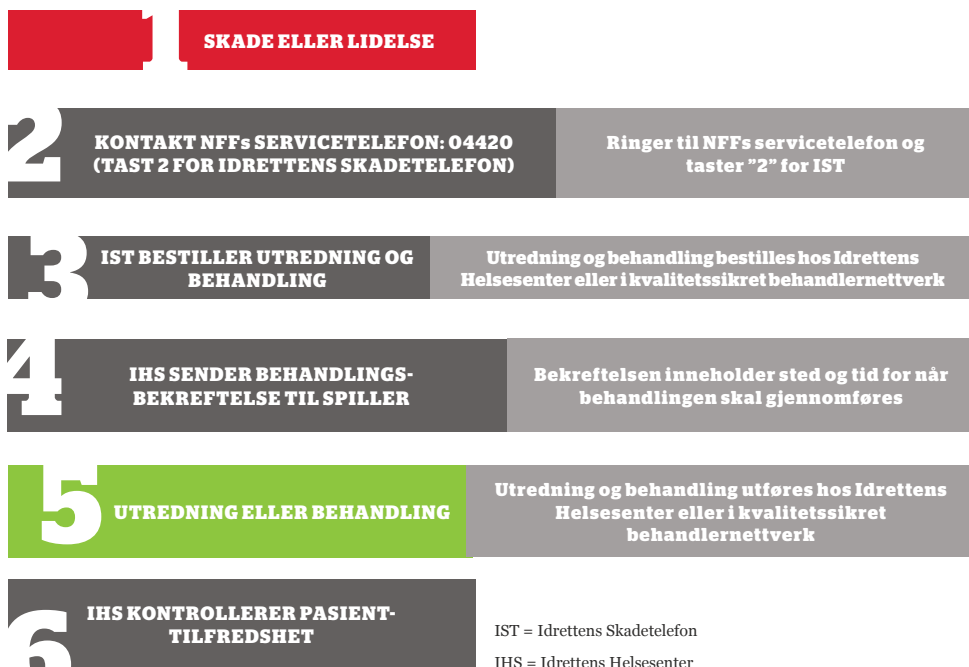 1
SKADE ELLER LIDELSE
2
KONTAKT NFFs SERVICETELEFON: 04420
(TAST 2 FOR IDRETTENS SKADETELEFON)
Ringer til NFFs servicetelefon og
taster ”2” for IST
3
IST BESTILLER UTREDNING OG
BEHANDLING
Utredning og behandling bestilles hos Idrettens
Helsesenter eller i kvalitetssikret behandlernettverk
4
IHS SENDER BEHANDLINGS-
BEKREFTELSE TIL SPILLER
Bekreftelsen inneholder sted og tid for når
behandlingen skal gjennomføres
5
UTREDNING ELLER BEHANDLING
Utredning og behandling utføres hos Idrettens
Helsesenter eller i kvalitetssikret
behandlernettverk
6
IHS KONTROLLERER PASIENT-
TILFREDSHET
IST = Idrettens Skadetelefon
IHS = Idrettens Helsesenter